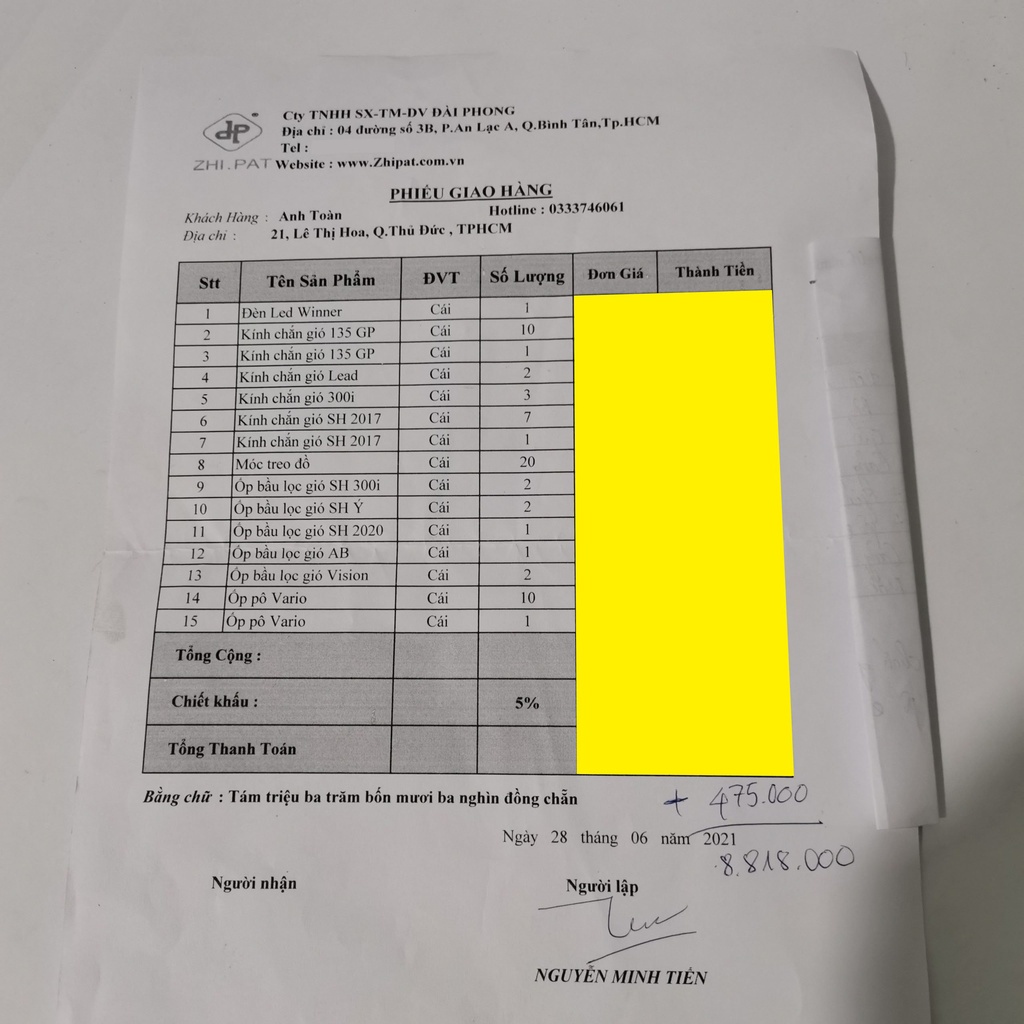 Cty TNHH SX-TM-DV ĐÀI PHONG
Địa chỉ : 04 đường số 3B, P.An Lạc A, Q.Bình Tân,Tp.HCM
Tel :
ZHI.PAT Website : www.Zhipat.com.vn
PHIẾU GIAO HÀNG
Hotline : 0333746061
Khách Hàng : Anh Toàn
Địa chỉ : 21, Lê Thị Hoa, Q.Thủ Đức , TPHCM
Stt Tên Sản Phẩm ĐVT Số Lượng Đơn Giá Thành Tiền
1 Đèn Led Winner Cái 1
2 Kính chắn gió 135 GP Cái 10
3 Kính chắn gió 135 GP Cái 1
4 Kính chắn gió Lead Cái 2
5 Kính chắn gió 300i Cái 3
6 Kính chắn gió SH 2017 Cái 7
7 Kính chắn gió SH 2017 Cái 1
8 Móc treo đồ Cái 20
9 Ốp bầu lọc gió SH 300i Cái 2
10 Ốp bầu lọc gió SH Ý Cái 2
11 Ốp bầu lọc gió SH 2020 Cái 1
12 Ốp bầu lọc gió AB Cái 1
13 Ốp bầu lọc gió Vision Cái 2
14 Ốp pô Vario Cái 10
15 Ốp pô Vario Cái 1
Tổng Cộng :
Chiết khấu : 5%
Tổng Thanh Toán
Bằng chữ : Tám triệu ba trăm bốn mươi ba nghìn đồng chẵn
+ 475.000
Ngày 28 tháng 06 năm 2021
8.818.000
Người nhận Người lập
NGUYỄN MINH TIẾN